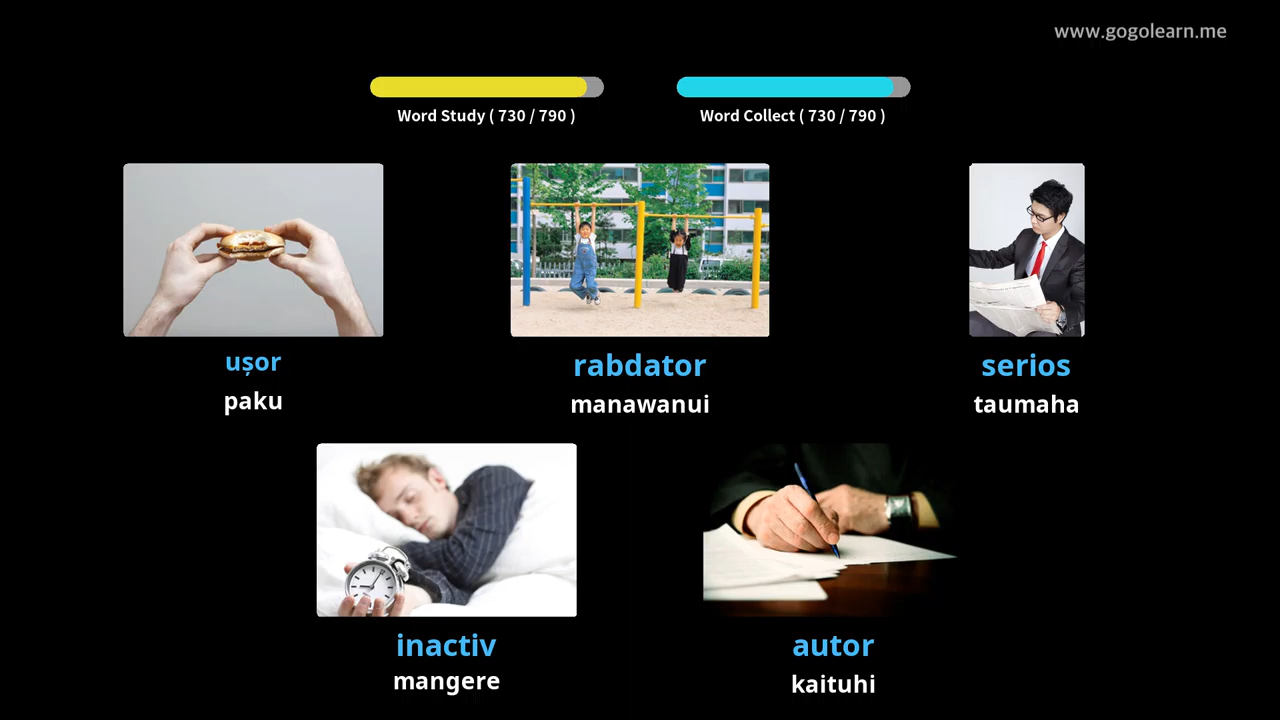 www.gogolearn.me
Word Study ( 730 / 790 )
Word Collect ( 730 / 790 )
ușor
paku
rabdator
manawanui
serios
taumaha
inactiv
mangere
autor
kaituhi